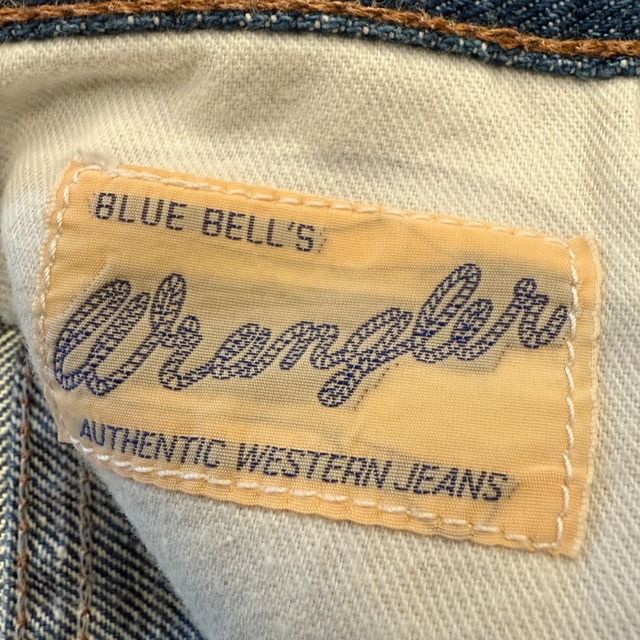 BLUE BELL'S
Wrangler
AUTHENTIC WESTERN JEANS